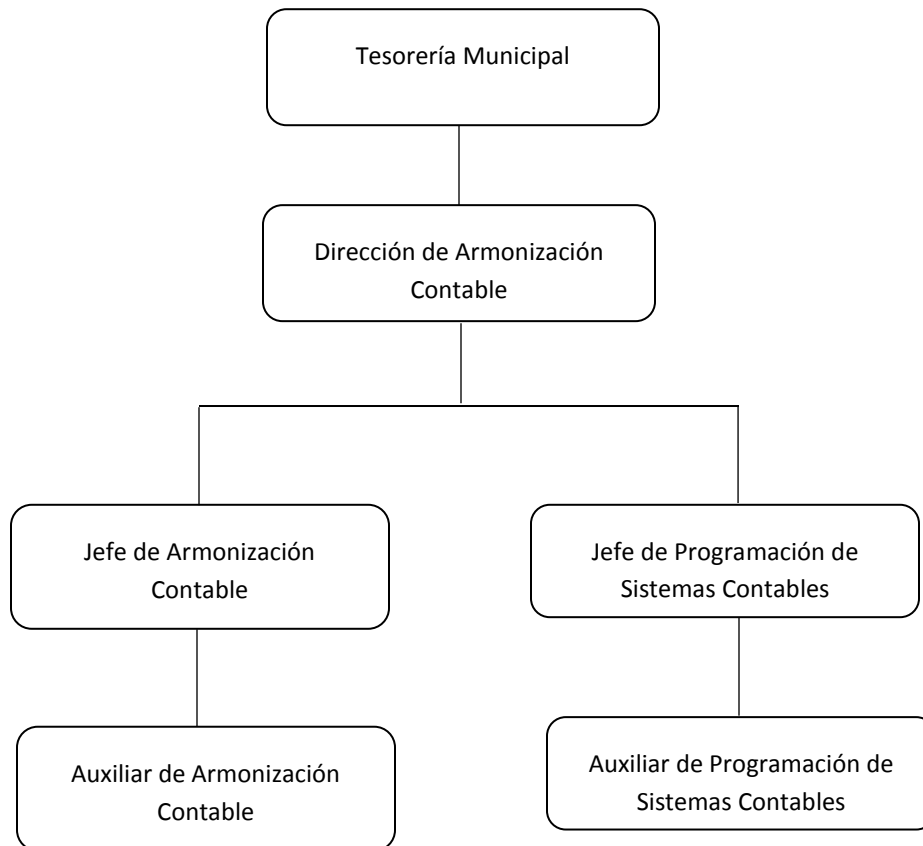 Tesorería Municipal
Dirección de Armonización
Contable
Jefe de Armonización
Contable
Jefe de Programación de
Sistemas Contables
Auxiliar de Armonización
Contable
Auxiliar de Programación de
Sistemas Contables